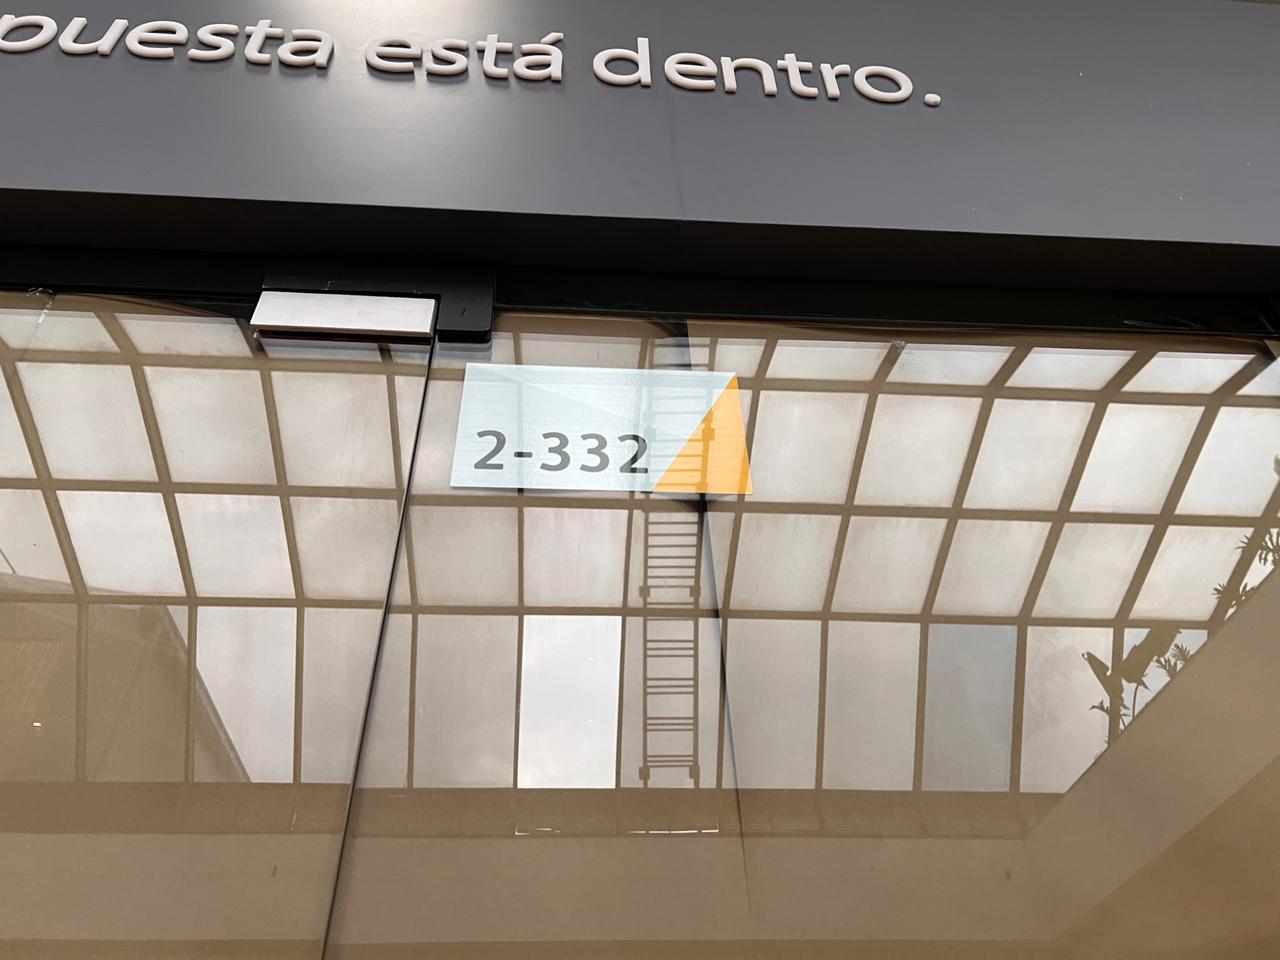 puesta está dentro.
2-332